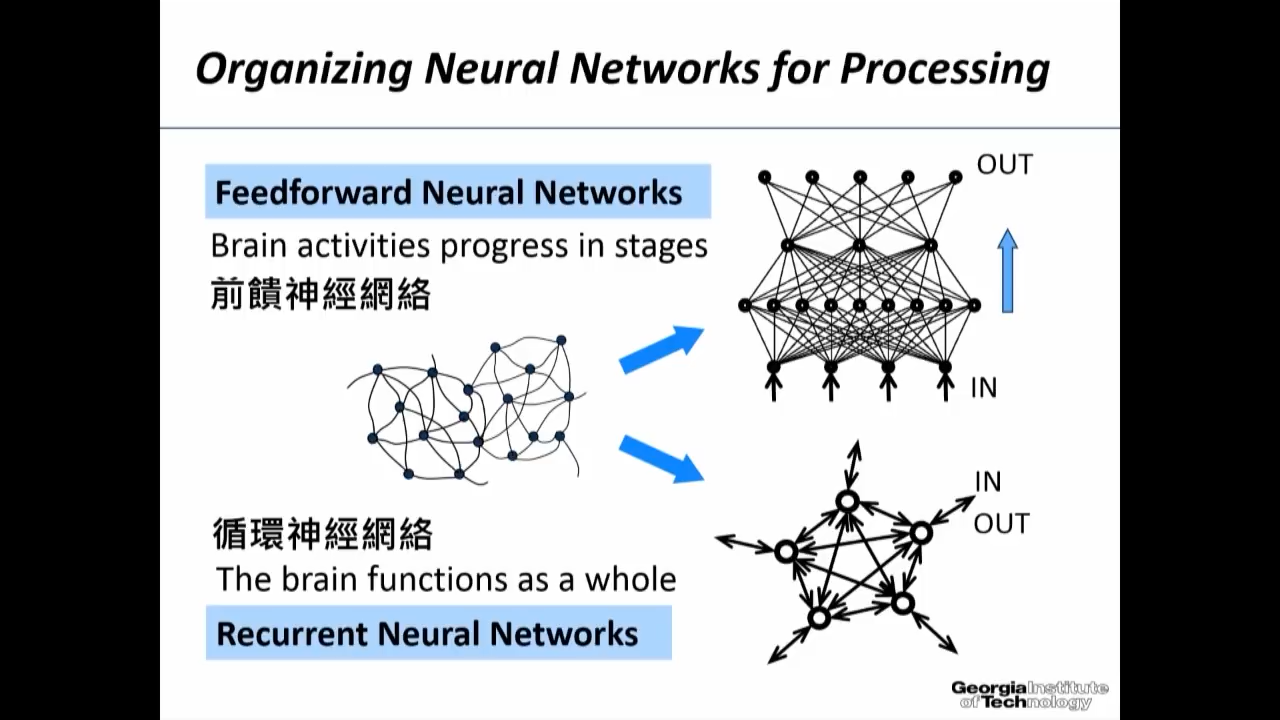 Organizing Neural Networks for Processing
Feedforward Neural Networks
Brain activities progress in stages
前饋神經網絡
OUT
IN
循環神經網絡
The brain functions as a whole
Recurrent Neural Networks
IN
OUT
Georgia Institute
of Technology